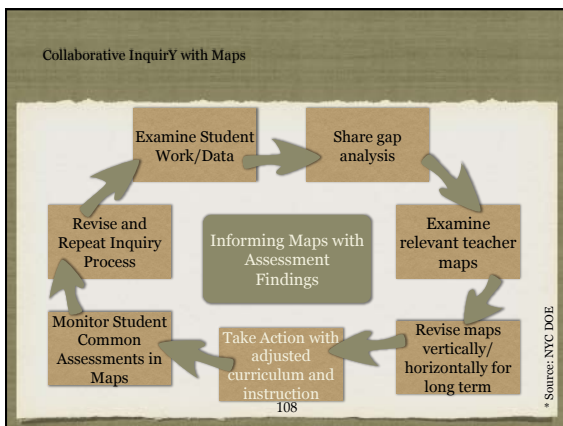 Collaborative InquirY with Maps
Examine Student
Work/Data
Share gap
analysis
Examine
relevant teacher
maps
Revise maps
vertically/
horizontally for
long term
Take Action with
adjusted
curriculum and
instruction
Monitor Student
Common
Assessments in
Maps
Revise and
Repeat Inquiry
Process
Informing Maps with
Assessment
Findings
* Source: NYC DOE
108